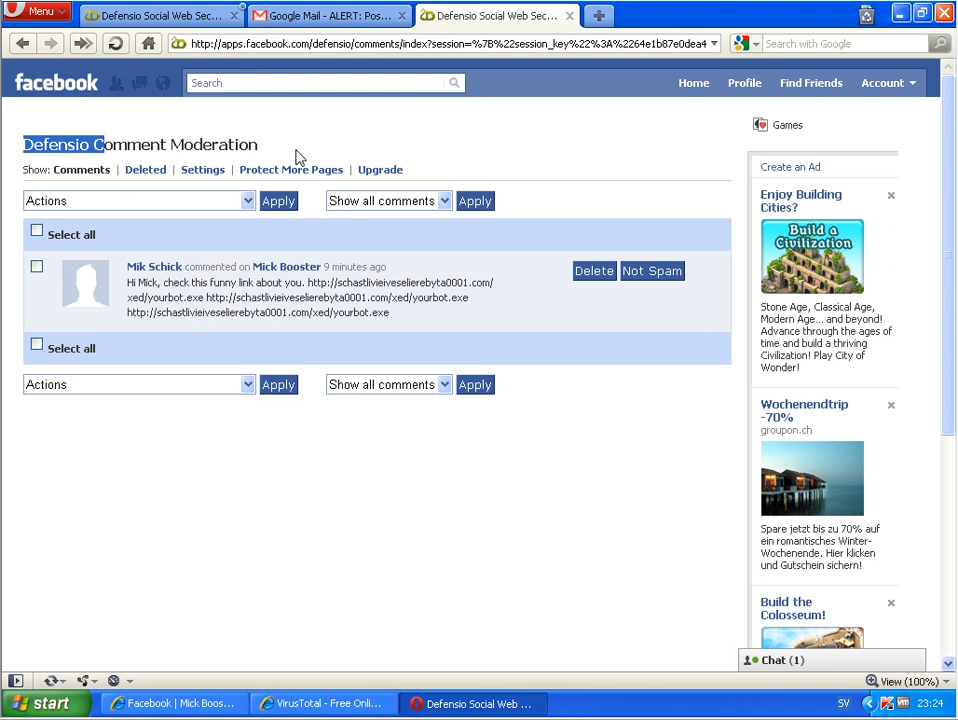 Menu
Defensio Social Web Sec...
Google Mail - ALERT: Pos...
Defensio Social Web Sec...
http://apps.facebook.com/defensio/comments/index?session=%7B%22session_key%22%3A%2264e1b87e0dea4
Search with Google
facebook
Search
Home Profile Find Friends Account
Defensio Comment Moderation
Show: Comments | Deleted | Settings | Protect More Pages | Upgrade
Actions Apply Show all comments Apply
Select all
Mik Schick commented on Mick Booster 9 minutes ago
Hi Mick, check this funny link about you. http://schastlivieiveselierebyta0001.com/
xed/yourbot.exe http://schastlivieiveselierebyta0001.com/xed/yourbot.exe
http://schastlivieiveselierebyta0001.com/xed/yourbot.exe
Delete Not Spam
Select all
Actions Apply Show all comments Apply
Games
Create an Ad
Enjoy Building
Cities?
Build a
Civilization
Stone Age, Classical Age,
Modern Age... and beyond!
Advance through the ages of
time and build a thriving
Civilization! Play City of
Wonder!
Wochenendtrip
-70%
groupon.ch
Spare jetzt bis zu 70% auf
ein romantisches Winter-
Wochenende. Hier klicken
und Gutschein sichern!
Build the
Colosseum!
Chat (1)
View (100%)
start
Facebook | Mick Boos...
VirusTotal - Free Onli...
Defensio Social Web ...
SV
23:24